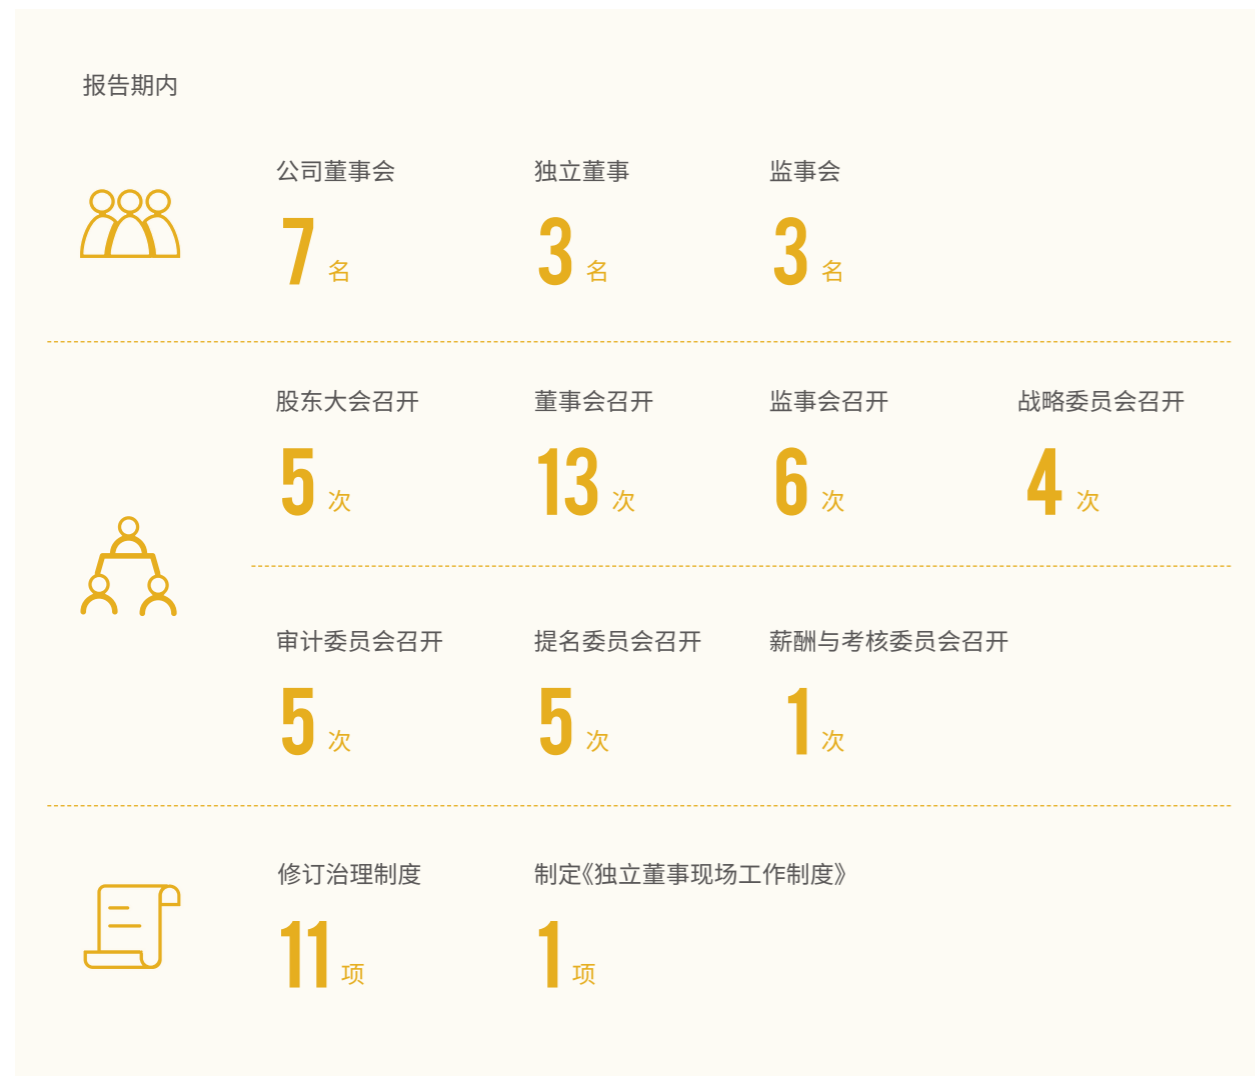 报告期内
公司董事会
独立董事
监事会
7 名
3 名
3 名
股东大会召开
董事会召开
监事会召开
战略委员会召开
5 次
13 次
6 次
4 次
审计委员会召开
提名委员会召开
薪酬与考核委员会召开
5 次
5 次
1 次
修订治理制度
制定《独立董事现场工作制度》
11 项
1 项